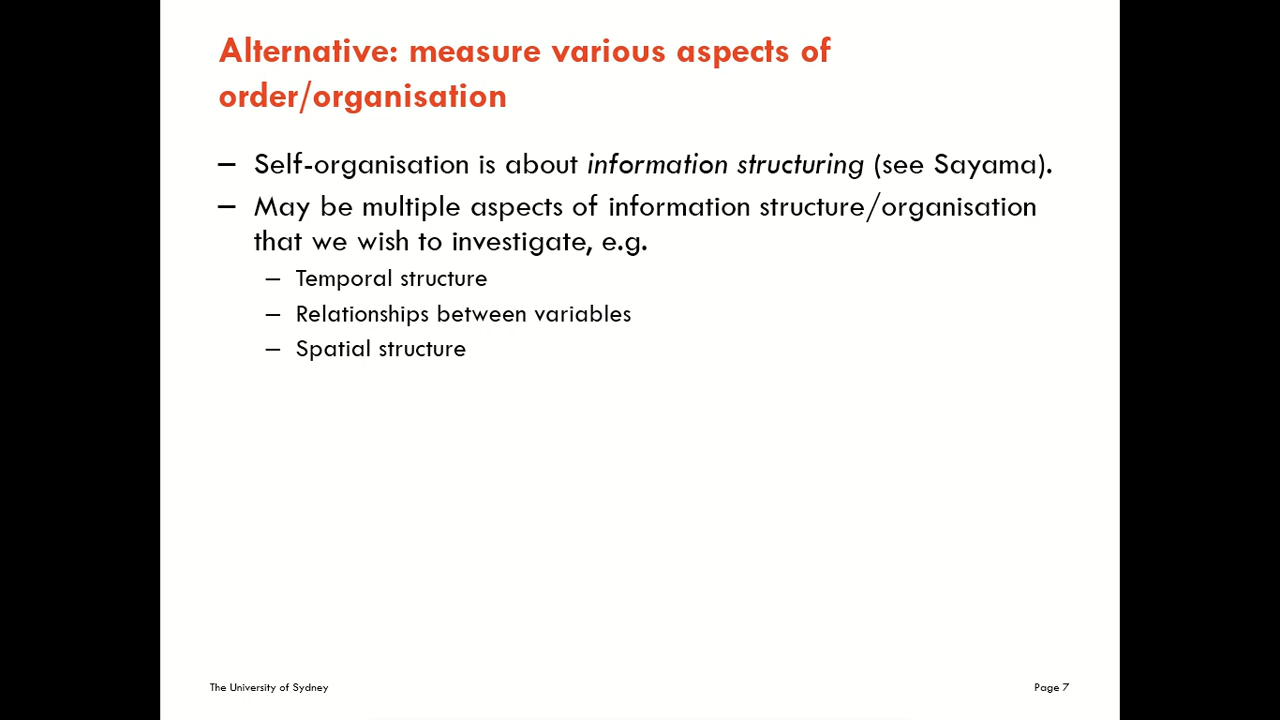 Alternative: measure various aspects of
order/organisation
– Self-organisation is about information structuring (see Sayama).
– May be multiple aspects of information structure/organisation
that we wish to investigate, e.g.
– Temporal structure
– Relationships between variables
– Spatial structure
The University of Sydney
Page 7